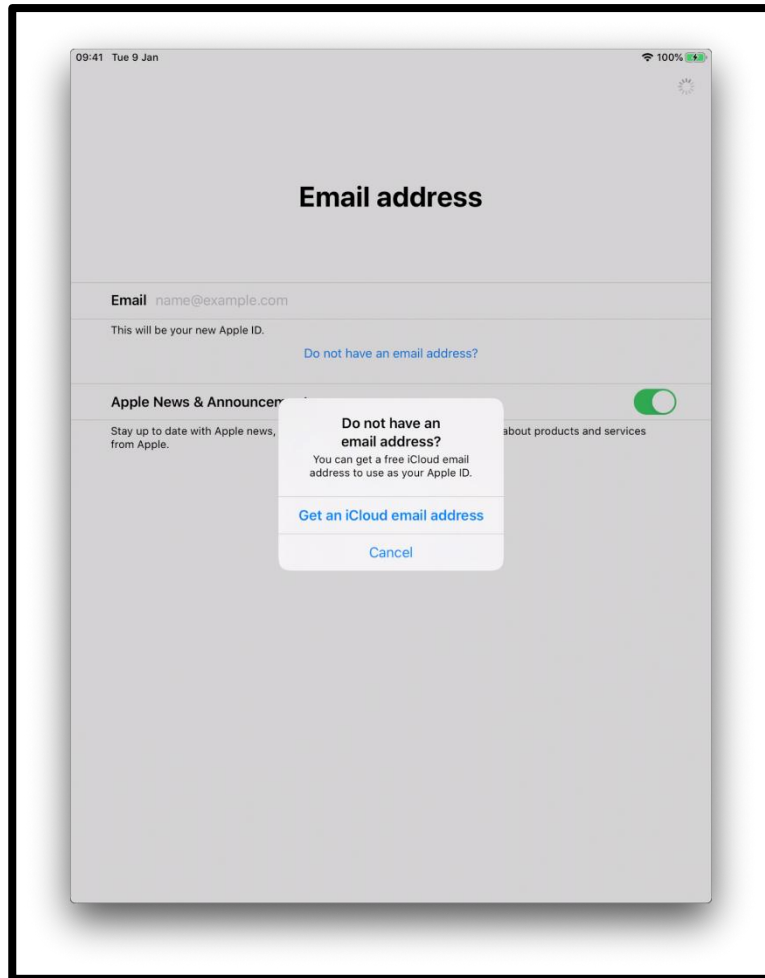 09:41 Tue 9 Jan 100%
Email address
Email name@example.com
This will be your new Apple ID.
Do not have an email address?
Apple News & Announcem
Stay up to date with Apple news, about products and services
from Apple.
Do not have an
email address?
You can get a free iCloud email
address to use as your Apple ID.
Get an iCloud email address
Cancel